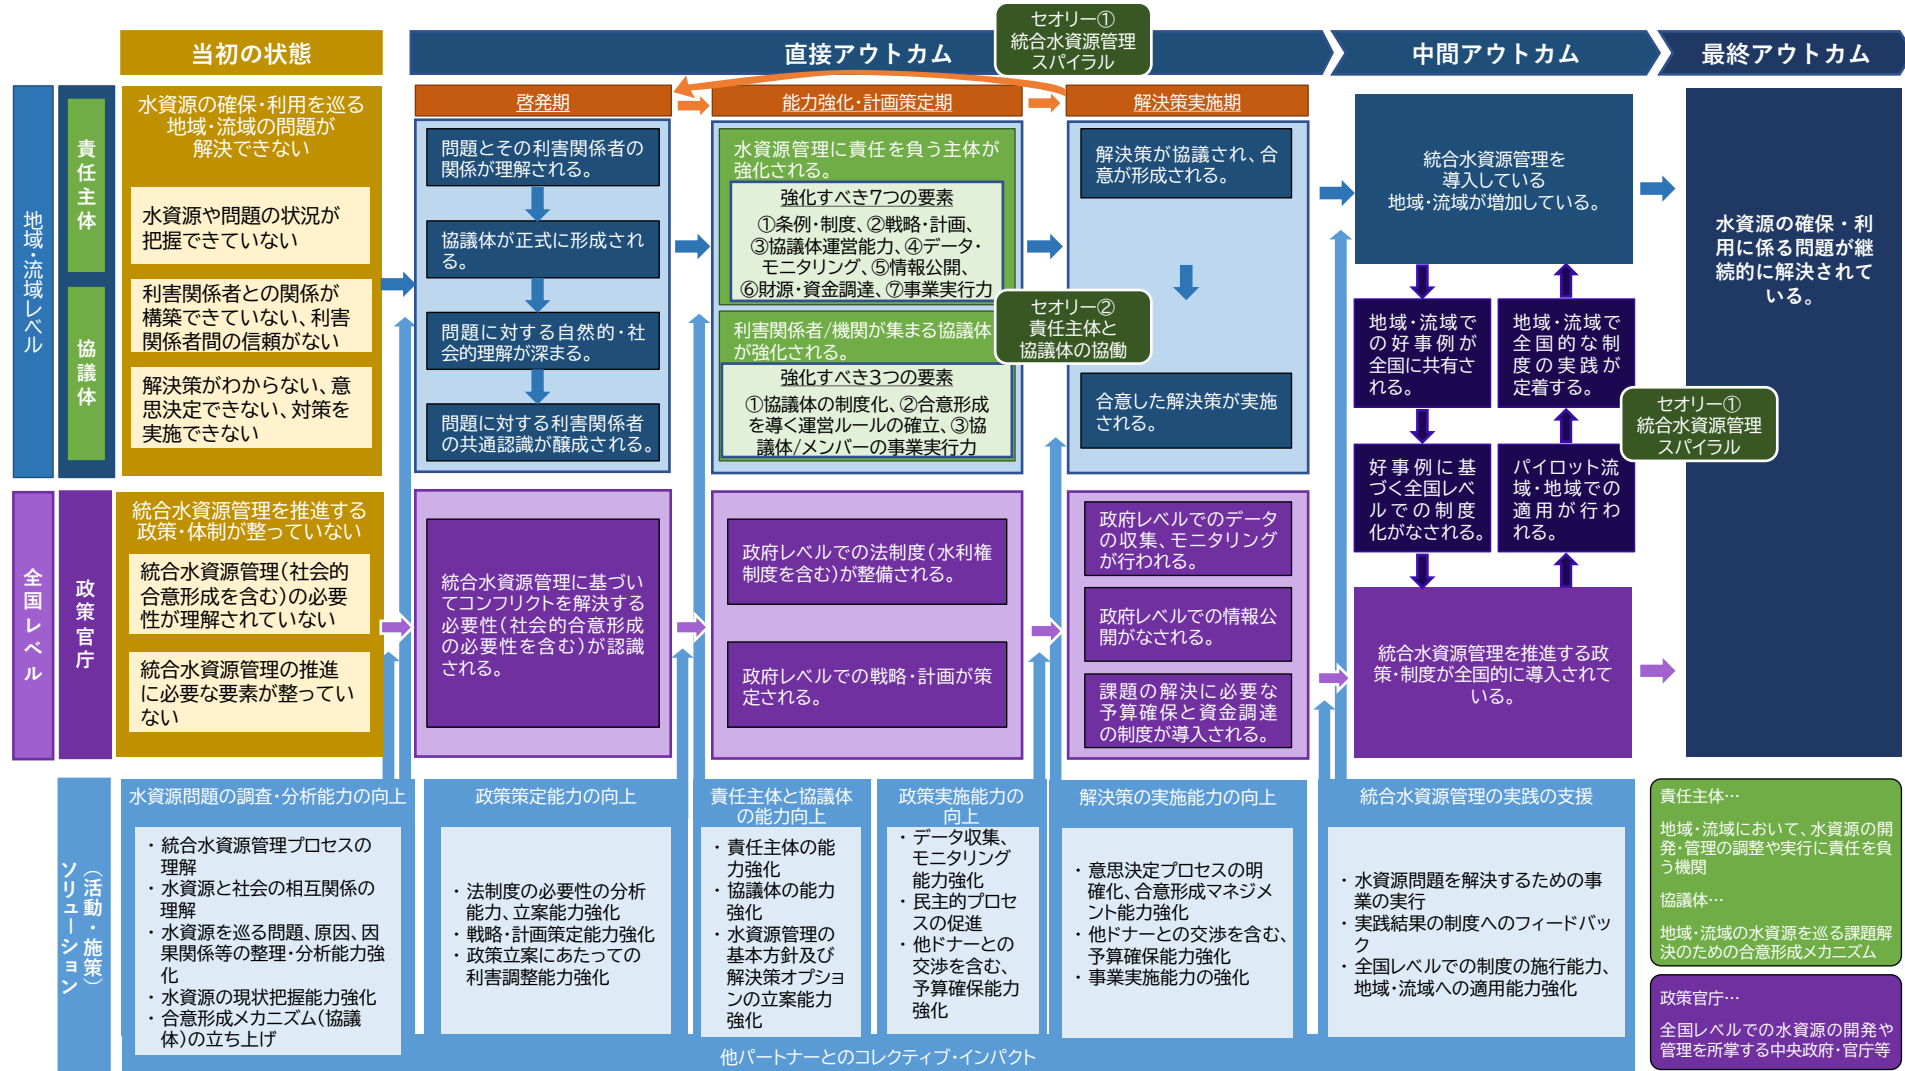 セオリー①
統合水資源管理
スパイラル
当初の状態
直接アウトカム
中間アウトカム
最終アウトカム
地域・流域レベル
責任主体
協議体
水資源の確保・利用を巡る
地域・流域の問題が
解決できない
水資源や問題の状況が
把握できていない
利害関係者との関係が
構築できていない、利害
関係者間の信頼がない
解決策がわからない、意
思決定できない、対策を
実施できない
啓発期
問題とその利害関係者の
関係が理解される。
協議体が正式に形成され
る。
問題に対する自然的・社
会的理解が深まる。
問題に対する利害関係者
の共通認識が醸成される。
能力強化・計画策定期
水資源管理に責任を負う主体が
強化される。
強化すべき7つの要素
①条例・制度、②戦略・計画、
③協議体運営能力、④データ・
モニタリング、⑤情報公開、
⑥財源・資金調達、⑦事業実行力
利害関係者/機関が集まる協議体
が強化される。
強化すべき3つの要素
①協議体の制度化、②合意形成
を導く運営ルールの確立、③協
議体/メンバーの事業実行力
セオリー②
責任主体と
協議体の協働
解決策実施期
解決策が協議され、合
意が形成される。
合意した解決策が実施
される。
統合水資源管理を
導入している
地域・流域が増加している。
地域・流域で
の好事例が
全国に共有さ
れる。
地域・流域で
全国的な制
度の実践が
定着する。
好事例に基
づく全国レベ
ルでの制度
化がなされる。
パイロット流
域・地域での
適用が行わ
れる。
セオリー①
統合水資源管理
スパイラル
水資源の確保・利
用に係る問題が継
続的に解決されて
いる。
全国レベル
政策官庁
統合水資源管理を推進する
政策・体制が整っていない
統合水資源管理(社会的
合意形成を含む)の必要
性が理解されていない
統合水資源管理の推進
に必要な要素が整ってい
ない
統合水資源管理に基づい
てコンフリクトを解決する
必要性(社会的合意形成
の必要性を含む)が認識
される。
政府レベルでの法制度(水利権
制度を含む)が整備される。
政府レベルでの戦略・計画が策
定される。
政府レベルでのデータ
の収集、モニタリング
が行われる。
政府レベルでの情報公
開がなされる。
課題の解決に必要な
予算確保と資金調達
の制度が導入される。
統合水資源管理を推進する政
策・制度が全国的に導入されて
いる。
ソリューション
(活動・施策)
水資源問題の調査・分析能力の向上
・統合水資源管理プロセスの
理解
・水資源と社会の相互関係の
理解
・水資源を巡る問題、原因、因
果関係等の整理・分析能力強
化
・水資源の現状把握能力強化
・合意形成メカニズム(協議
体)の立ち上げ
政策策定能力の向上
・法制度の必要性の分析
能力、立案能力強化
・戦略・計画策定能力強化
・政策立案にあたっての
利害調整能力強化
責任主体と協議体
の能力向上
・責任主体の能
力強化
・協議体の能力
強化
・水資源管理の
基本方針及び
解決策オプショ
ンの立案能力
強化
政策実施能力の
向上
・データ収集、
モニタリング
能力強化
・民主的プロセ
スの促進
・他ドナーとの
交渉を含む、
予算確保能力
強化
解決策の実施能力の向上
・意思決定プロセスの明
確化、合意形成マネジメ
ント能力強化
・他ドナーとの交渉を含む、
予算確保能力強化
・事業実施能力の強化
統合水資源管理の実践の支援
・水資源問題を解決するための事
業の実行
・実践結果の制度へのフィードバッ
ク
・全国レベルでの制度の施行能力、
地域・流域への適用能力強化
他パートナーとのコレクティブ・インパクト
責任主体…
地域・流域において、水資源の開
発・管理の調整や実行に責任を負
う機関
協議体…
地域・流域の水資源を巡る課題解
決のための合意形成メカニズム
政策官庁…
全国レベルでの水資源の開発や
管理を所掌する中央政府・官庁等